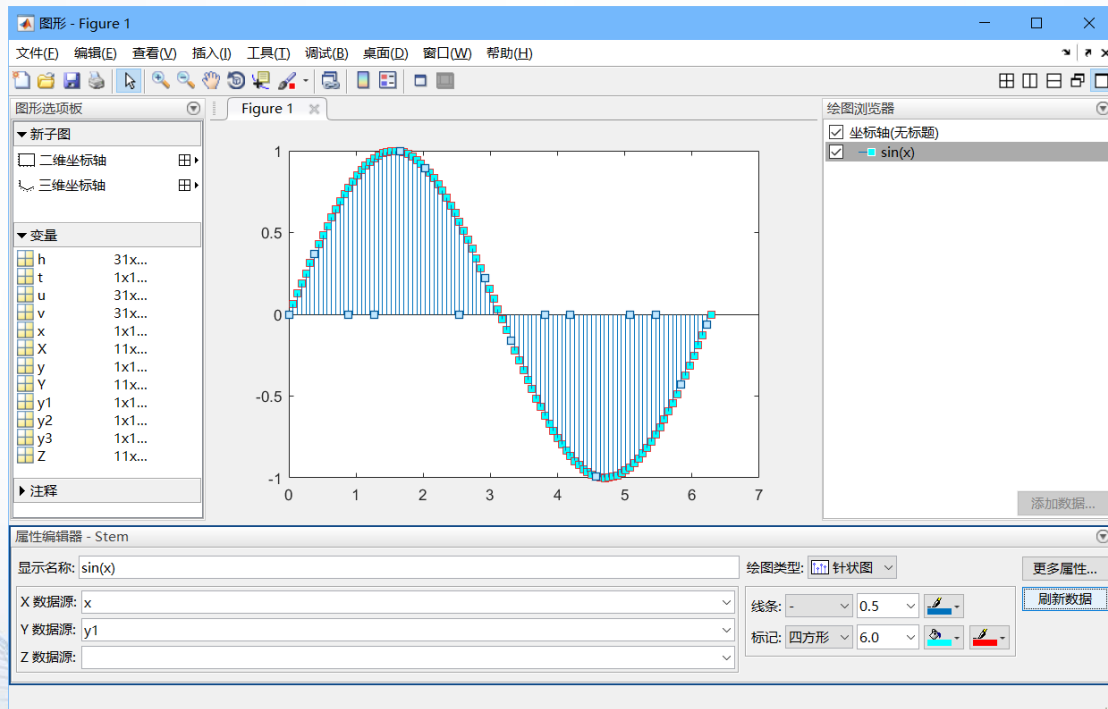 图形 - Figure 1
文件(F) 编辑(E) 查看(V) 插入(I) 工具(T) 调试(B) 桌面(D) 窗口(W) 帮助(H)
图形选项板
Figure 1
绘图浏览器
新子图
二维坐标轴
三维坐标轴
变量
h 31x...
t 1x1...
u 31x...
v 31x...
x 1x1...
X 11x...
y 1x1...
Y 11x...
y1 1x1...
y2 1x1...
y3 1x1...
Z 11x...
注释
1
0.5
0
-0.5
-1
0 1 2 3 4 5 6 7
坐标轴(无标题)
sin(x)
添加数据...
属性编辑器 - Stem
显示名称: sin(x)
绘图类型: 针状图
更多属性...
X 数据源: x
Y 数据源: y1
Z 数据源:
线条: - 0.5
标记: 四方形 6.0
刷新数据